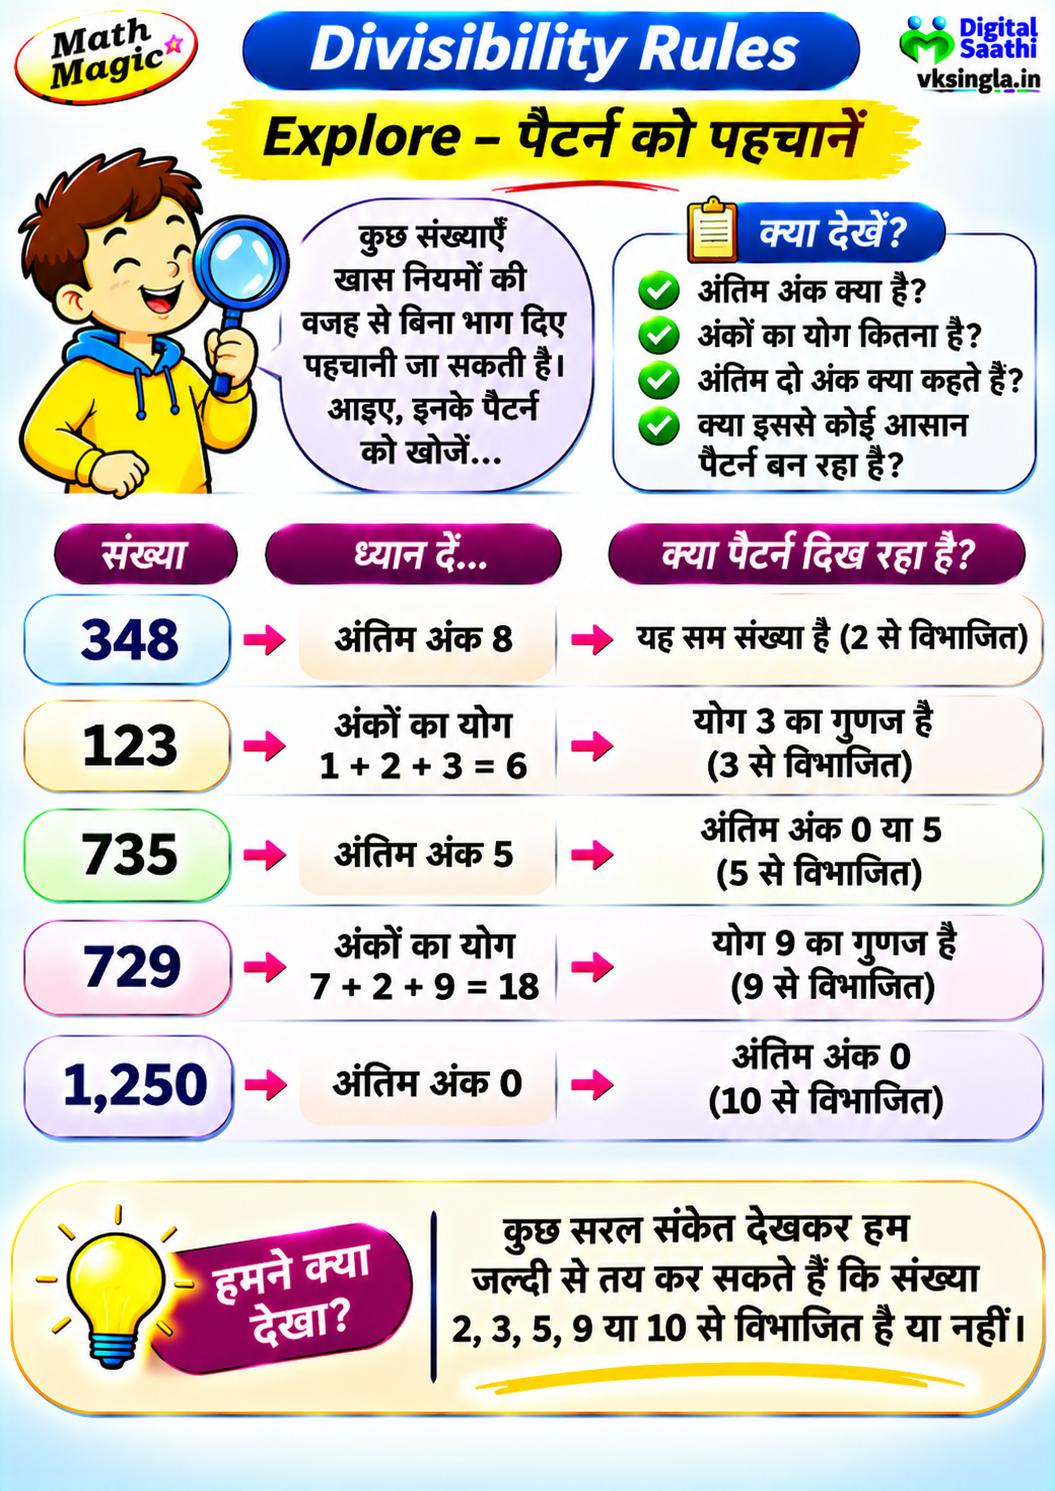 Math
Magic
Divisibility Rules
Digital
Saathi
vksingla.in
Explore – पैटर्न को पहचानें
कुछ संख्याएँ
खास नियमों की
वजह से बिना भाग दिए
पहचानी जा सकती है।
आइए, इनके पैटर्न
को खोजें...
क्या देखें?
अंतिम अंक क्या है?
अंकों का योग कितना है?
अंतिम दो अंक क्या कहते हैं?
क्या इससे कोई आसान
पैटर्न बन रहा है?
संख्या
ध्यान दें...
क्या पैटर्न दिख रहा है?
348
अंतिम अंक 8
यह सम संख्या है (2 से विभाजित)
123
अंकों का योग
1 + 2 + 3 = 6
योग 3 का गुणज है
(3 से विभाजित)
735
अंतिम अंक 5
अंतिम अंक 0 या 5
(5 से विभाजित)
729
अंकों का योग
7 + 2 + 9 = 18
योग 9 का गुणज है
(9 से विभाजित)
1,250
अंतिम अंक 0
अंतिम अंक 0
(10 से विभाजित)
हमने क्या
देखा?
कुछ सरल संकेत देखकर हम
जल्दी से तय कर सकते हैं कि संख्या
2, 3, 5, 9 या 10 से विभाजित है या नहीं।